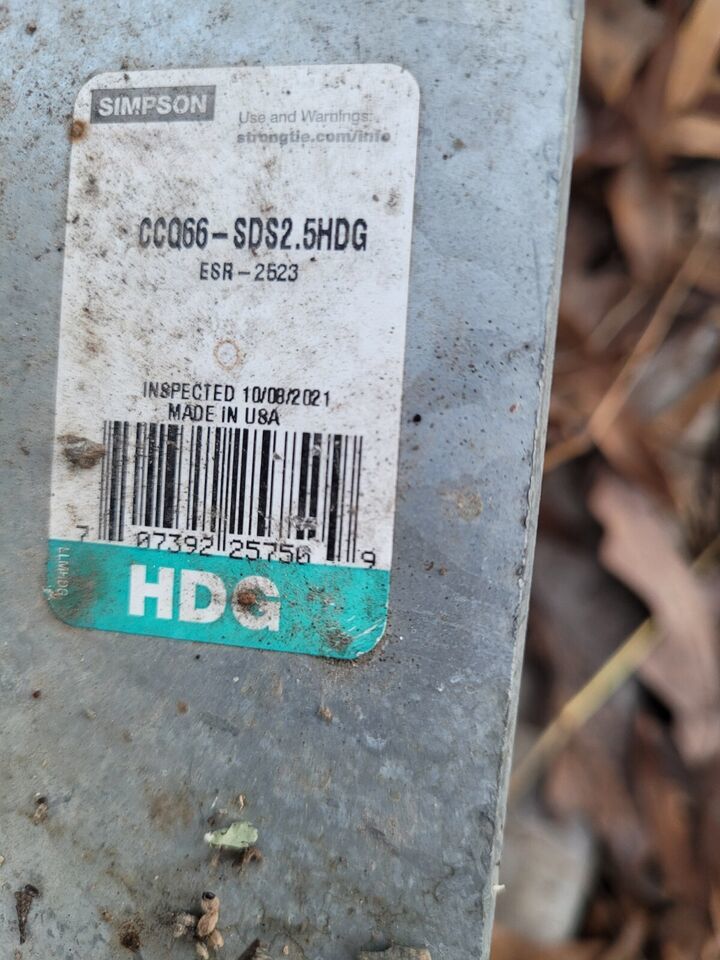 SIMPSON
Use and Warnings:
strongtie.com/info
CCQ66-SDS2.5HDG
ESR-2523
INSPECTED 10/08/2021
MADE IN USA
7 07392 25756 9
LLMHDG
HDG